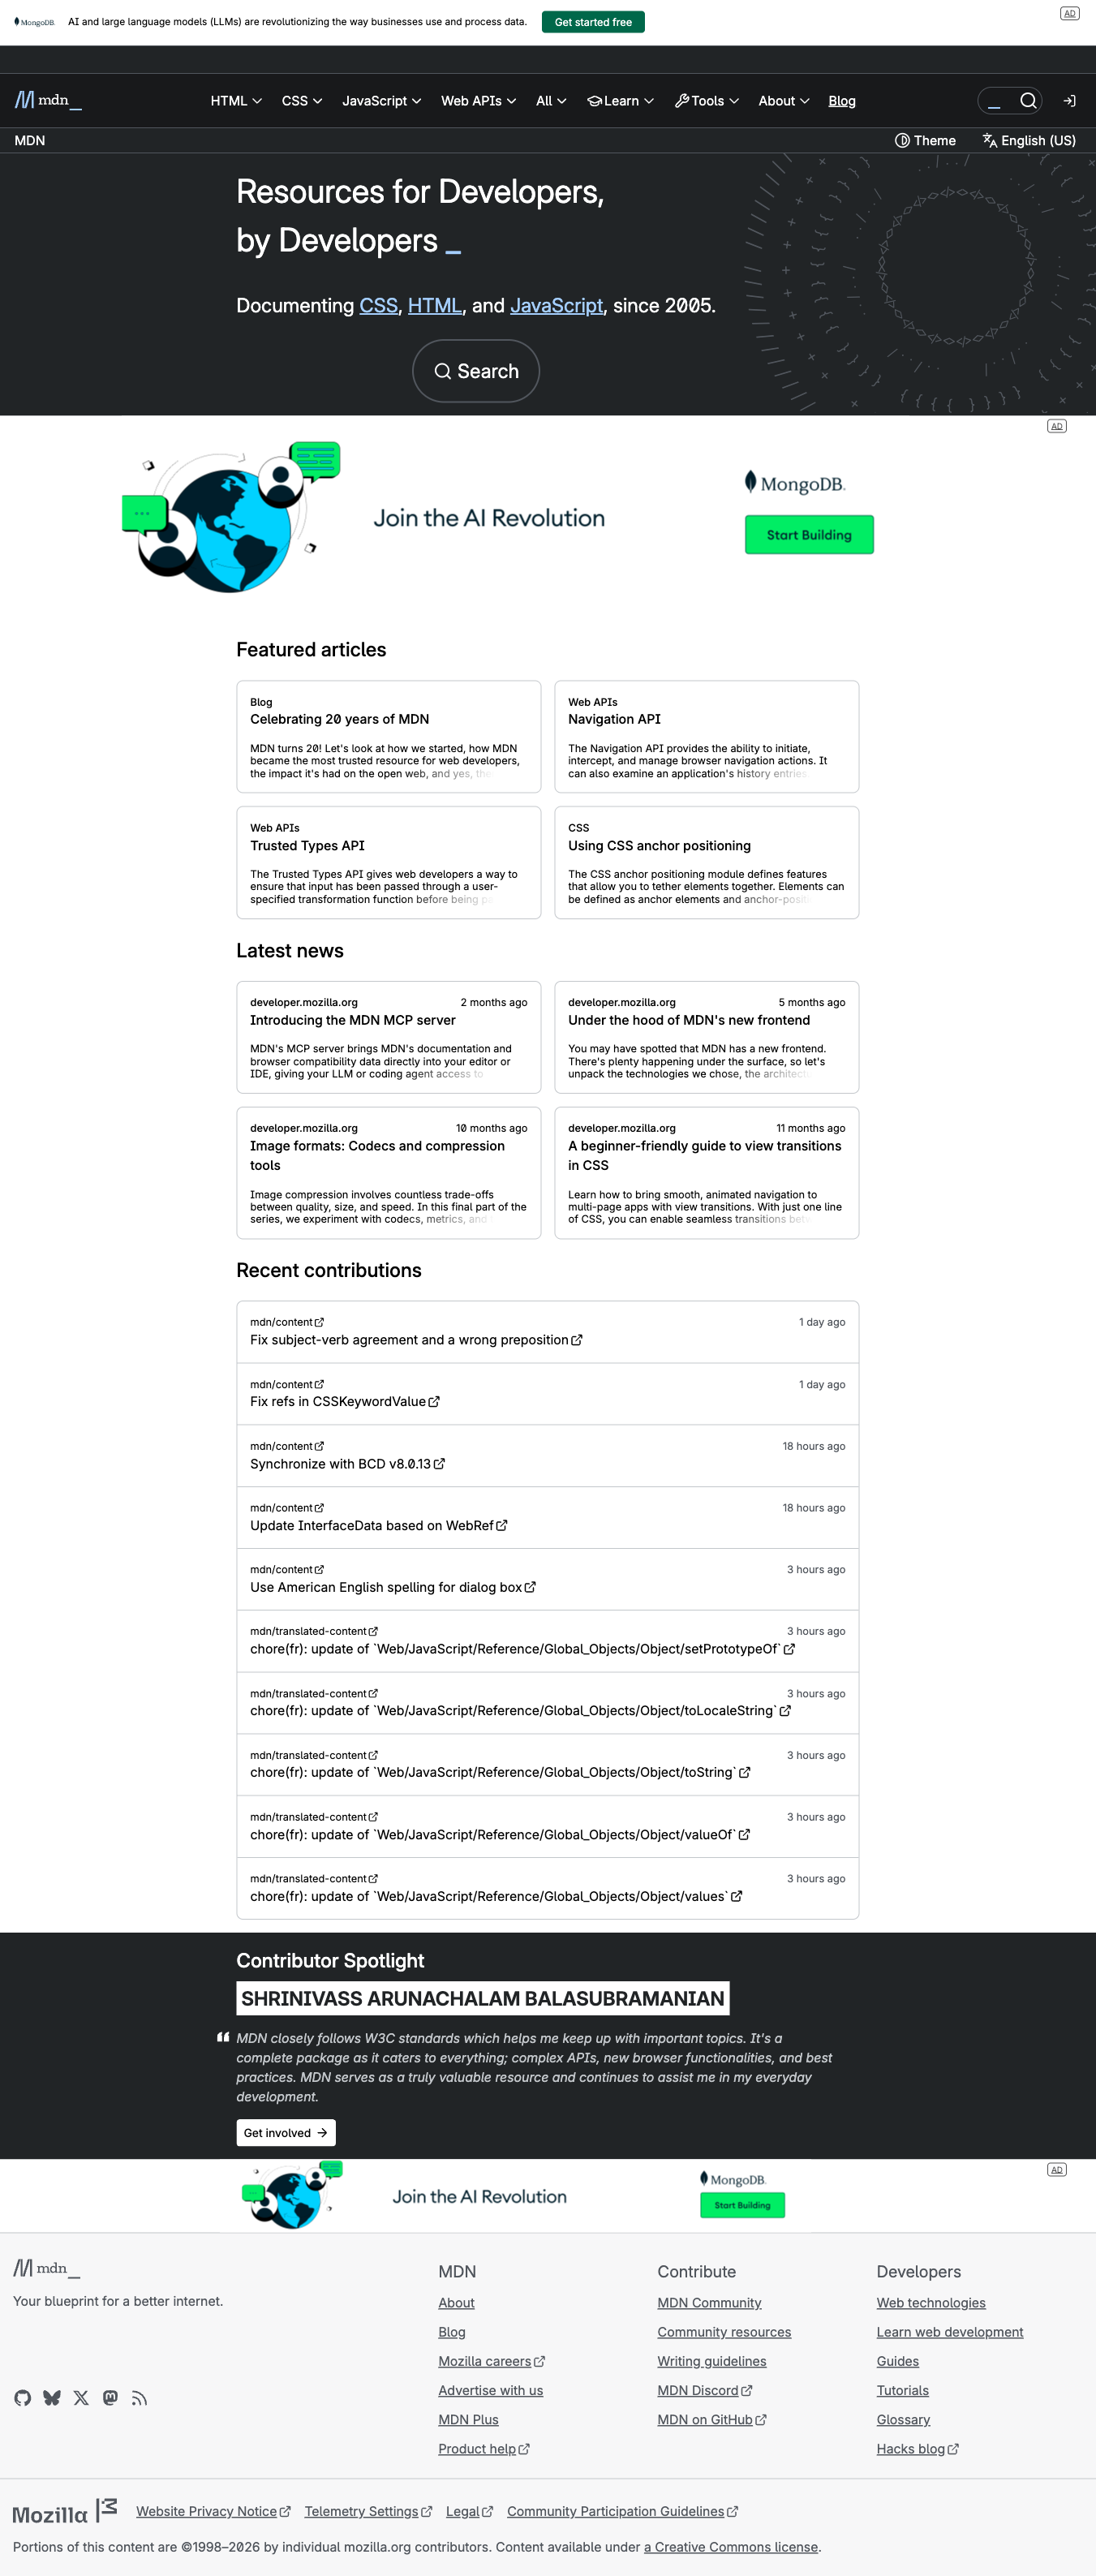 MongoDB. AI and large language models (LLMs) are revolutionizing the way businesses use and process data. Get started free AD
mdn_ HTML CSS JavaScript Web APIs All Learn Tools About Blog _
MDN Theme English (US)
Resources for Developers,
by Developers _
Documenting CSS, HTML, and JavaScript, since 2005.
Search
AD
MongoDB.
Join the AI Revolution
Start Building
Featured articles
Blog
Celebrating 20 years of MDN
MDN turns 20! Let's look at how we started, how MDN
became the most trusted resource for web developers,
the impact it's had on the open web, and yes, the
Web APIs
Navigation API
The Navigation API provides the ability to initiate,
intercept, and manage browser navigation actions. It
can also examine an application's history entries
Web APIs
Trusted Types API
The Trusted Types API gives web developers a way to
ensure that input has been passed through a user-
specified transformation function before being
CSS
Using CSS anchor positioning
The CSS anchor positioning module defines features
that allow you to tether elements together. Elements can
be defined as anchor elements and
Latest news
developer.mozilla.org 2 months ago
Introducing the MDN MCP server
MDN's MCP server brings MDN's documentation and
browser compatibility data directly into your editor or
IDE, giving your LLM or coding agent access to
developer.mozilla.org 5 months ago
Under the hood of MDN's new frontend
You may have spotted that MDN has a new frontend.
There's plenty happening under the surface, so let's
unpack the technologies we chose, the
developer.mozilla.org 10 months ago
Image formats: Codecs and compression
tools
Image compression involves countless trade-offs
between quality, size, and speed. In this final part of the
series, we experiment with codecs, metrics, and
developer.mozilla.org 11 months ago
A beginner-friendly guide to view transitions
in CSS
Learn how to bring smooth, animated navigation to
multi-page apps with view transitions. With just one line
of CSS, you can enable seamless transitions
Recent contributions
mdn/content 1 day ago
Fix subject-verb agreement and a wrong preposition
mdn/content 1 day ago
Fix refs in CSSKeywordValue
mdn/content 18 hours ago
Synchronize with BCD v8.0.13
mdn/content 18 hours ago
Update InterfaceData based on WebRef
mdn/content 3 hours ago
Use American English spelling for dialog box
mdn/translated-content 3 hours ago
chore(fr): update of `Web/JavaScript/Reference/Global_Objects/Object/setPrototypeOf`
mdn/translated-content 3 hours ago
chore(fr): update of `Web/JavaScript/Reference/Global_Objects/Object/toLocaleString`
mdn/translated-content 3 hours ago
chore(fr): update of `Web/JavaScript/Reference/Global_Objects/Object/toString`
mdn/translated-content 3 hours ago
chore(fr): update of `Web/JavaScript/Reference/Global_Objects/Object/valueOf`
mdn/translated-content 3 hours ago
chore(fr): update of `Web/JavaScript/Reference/Global_Objects/Object/values`
Contributor Spotlight
SHRINIVASS ARUNACHALAM BALASUBRAMANIAN
“ MDN closely follows W3C standards which helps me keep up with important topics. It's a
complete package as it caters to everything; complex APIs, new browser functionalities, and best
practices. MDN serves as a truly valuable resource and continues to assist me in my everyday
development.
Get involved
AD
MongoDB.
Join the AI Revolution
Start Building
mdn_
Your blueprint for a better internet.
MDN
About
Blog
Mozilla careers
Advertise with us
MDN Plus
Product help
Contribute
MDN Community
Community resources
Writing guidelines
MDN Discord
MDN on GitHub
Developers
Web technologies
Learn web development
Guides
Tutorials
Glossary
Hacks blog
Mozilla Website Privacy Notice Telemetry Settings Legal Community Participation Guidelines
Portions of this content are ©1998–2026 by individual mozilla.org contributors. Content available under a Creative Commons license.